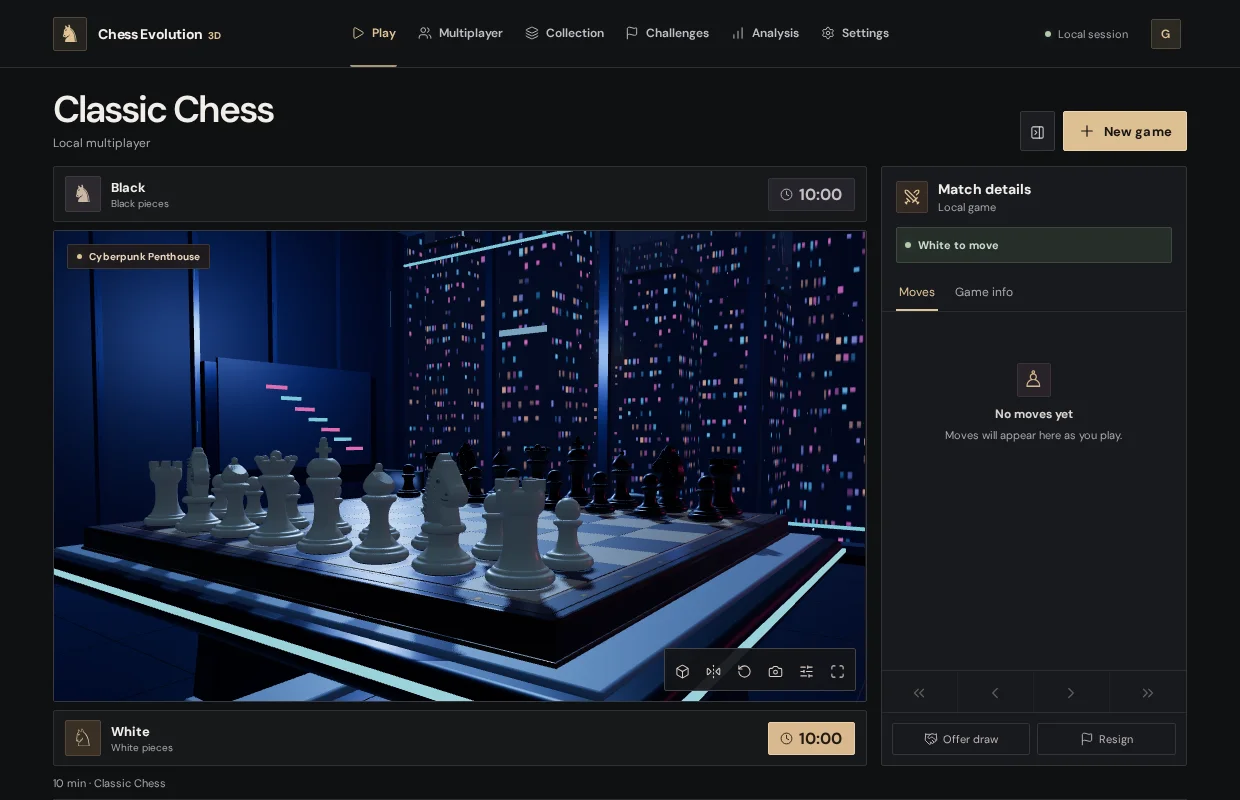 Chess Evolution 3D
Play
Multiplayer
Collection
Challenges
Analysis
Settings
Local session
G
Classic Chess
Local multiplayer
New game
Black
Black pieces
10:00
Cyberpunk Penthouse
White
White pieces
10:00
10 min · Classic Chess
Match details
Local game
White to move
Moves
Game info
No moves yet
Moves will appear here as you play.
Offer draw
Resign